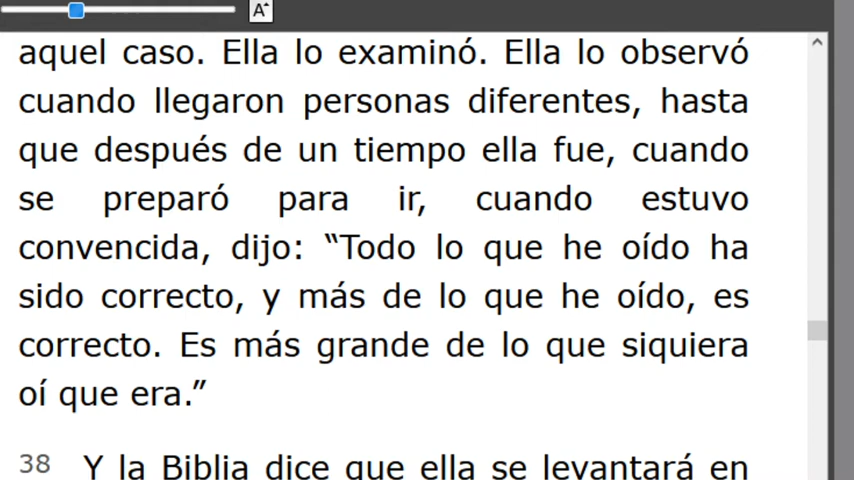 A
aquel caso. Ella lo examinó. Ella lo observó
cuando llegaron personas diferentes, hasta
que después de un tiempo ella fue, cuando
se preparó para ir, cuando estuvo
convencida, dijo: “Todo lo que he oído ha
sido correcto, y más de lo que he oído, es
correcto. Es más grande de lo que siquiera
oí que era.”
38 Y la Biblia dice que ella se levantará en